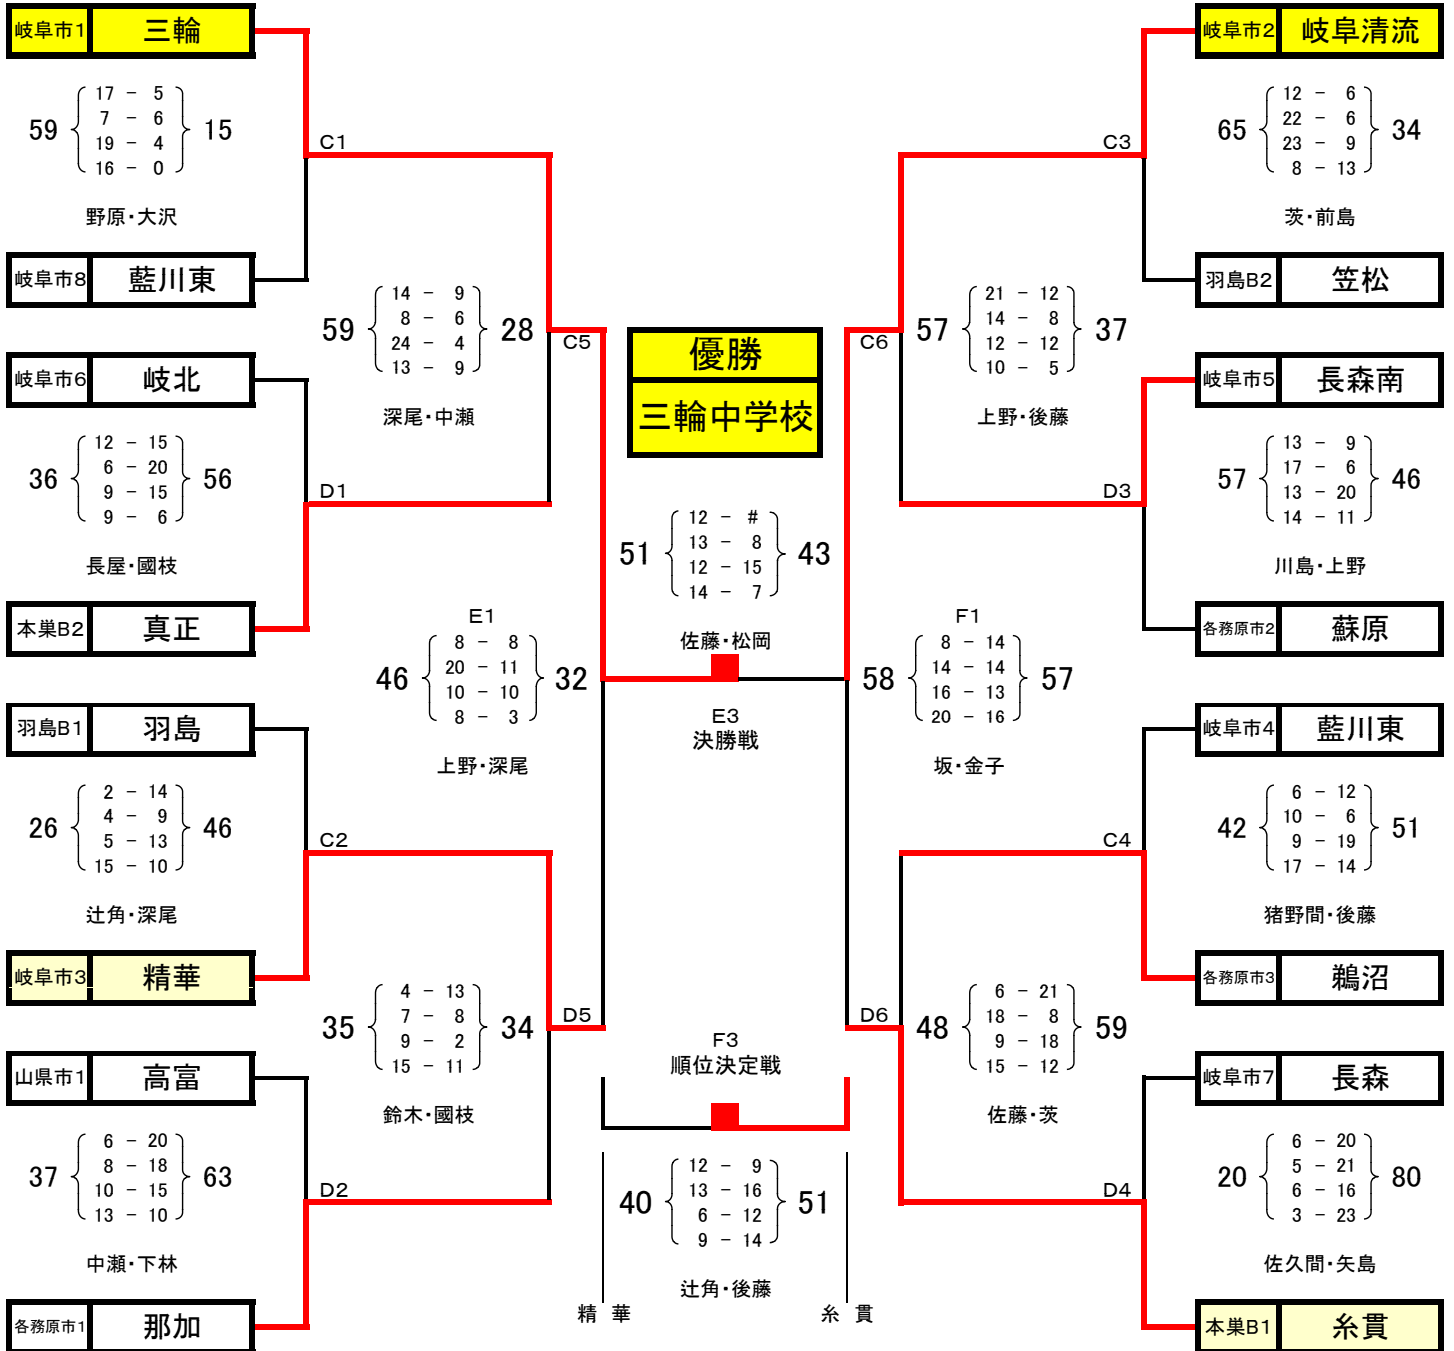 岐阜市1 三輪
59 17 - 5 15
7 - 6
19 - 4
16 - 0
野原・大沢
C1
岐阜市8 藍川東
59 14 - 9 28
8 - 6
24 - 4
13 - 9
深尾・中瀬
C5
岐阜市6 岐北
36 12 - 15 56
6 - 20
9 - 15
9 - 6
長屋・國枝
D1
本巣B2 真正
E1
46 8 - 8 32
20 - 11
10 - 10
8 - 3
上野・深尾
羽島B1 羽島
26 2 - 14 46
4 - 9
5 - 13
15 - 10
辻角・深尾
C2
岐阜市3 精華
35 4 - 13 34
7 - 8
9 - 2
15 - 11
鈴木・國枝
D5
山県市1 高富
37 6 - 20 63
8 - 18
10 - 15
13 - 10
中瀬・下林
D2
各務原市1 那加
優勝
三輪中学校
51 12 - # 43
13 - 8
12 - 15
14 - 7
佐藤・松岡
E3
決勝戦
F3
順位決定戦
40 12 - 9 51
13 - 16
6 - 12
9 - 14
辻角・後藤
精華 糸貫
岐阜市2 岐阜清流
65 12 - 6 34
22 - 6
23 - 9
8 - 13
茨・前島
C3
羽島B2 笠松
C6
57 21 - 12 37
14 - 8
12 - 12
10 - 5
上野・後藤
岐阜市5 長森南
57 13 - 9 46
17 - 6
13 - 20
14 - 11
川島・上野
D3
各務原市2 蘇原
F1
58 8 - 14 57
14 - 14
16 - 13
20 - 16
坂・金子
岐阜市4 藍川東
42 6 - 12 51
10 - 6
9 - 19
17 - 14
猪野間・後藤
C4
各務原市3 鵜沼
D6
48 6 - 21 59
18 - 8
9 - 18
15 - 12
佐藤・茨
岐阜市7 長森
20 6 - 20 80
5 - 21
6 - 16
3 - 23
佐久間・矢島
D4
本巣B1 糸貫